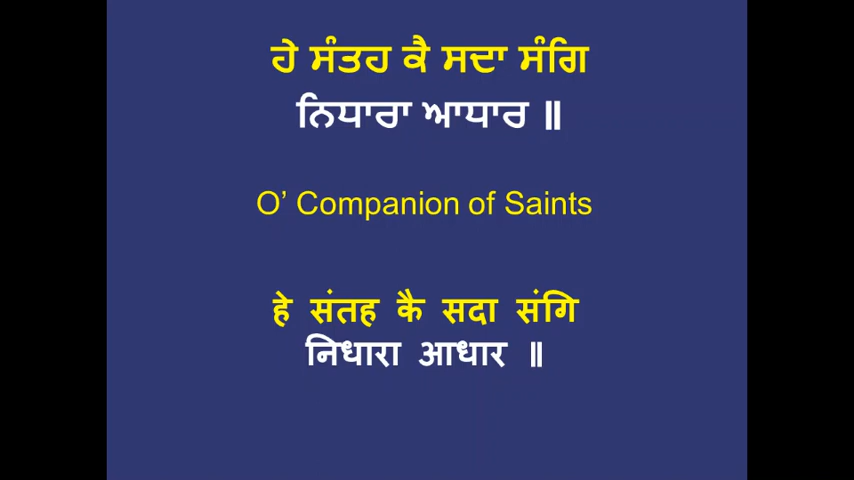 ਹੇ ਸੰਤਹ ਕੈ ਸਦਾ ਸੰਗਿ
ਨਿਧਾਰਾ ਆਧਾਰ ॥
O’ Companion of Saints
हे संतह कै सदा संगि
निधारा आधार ॥